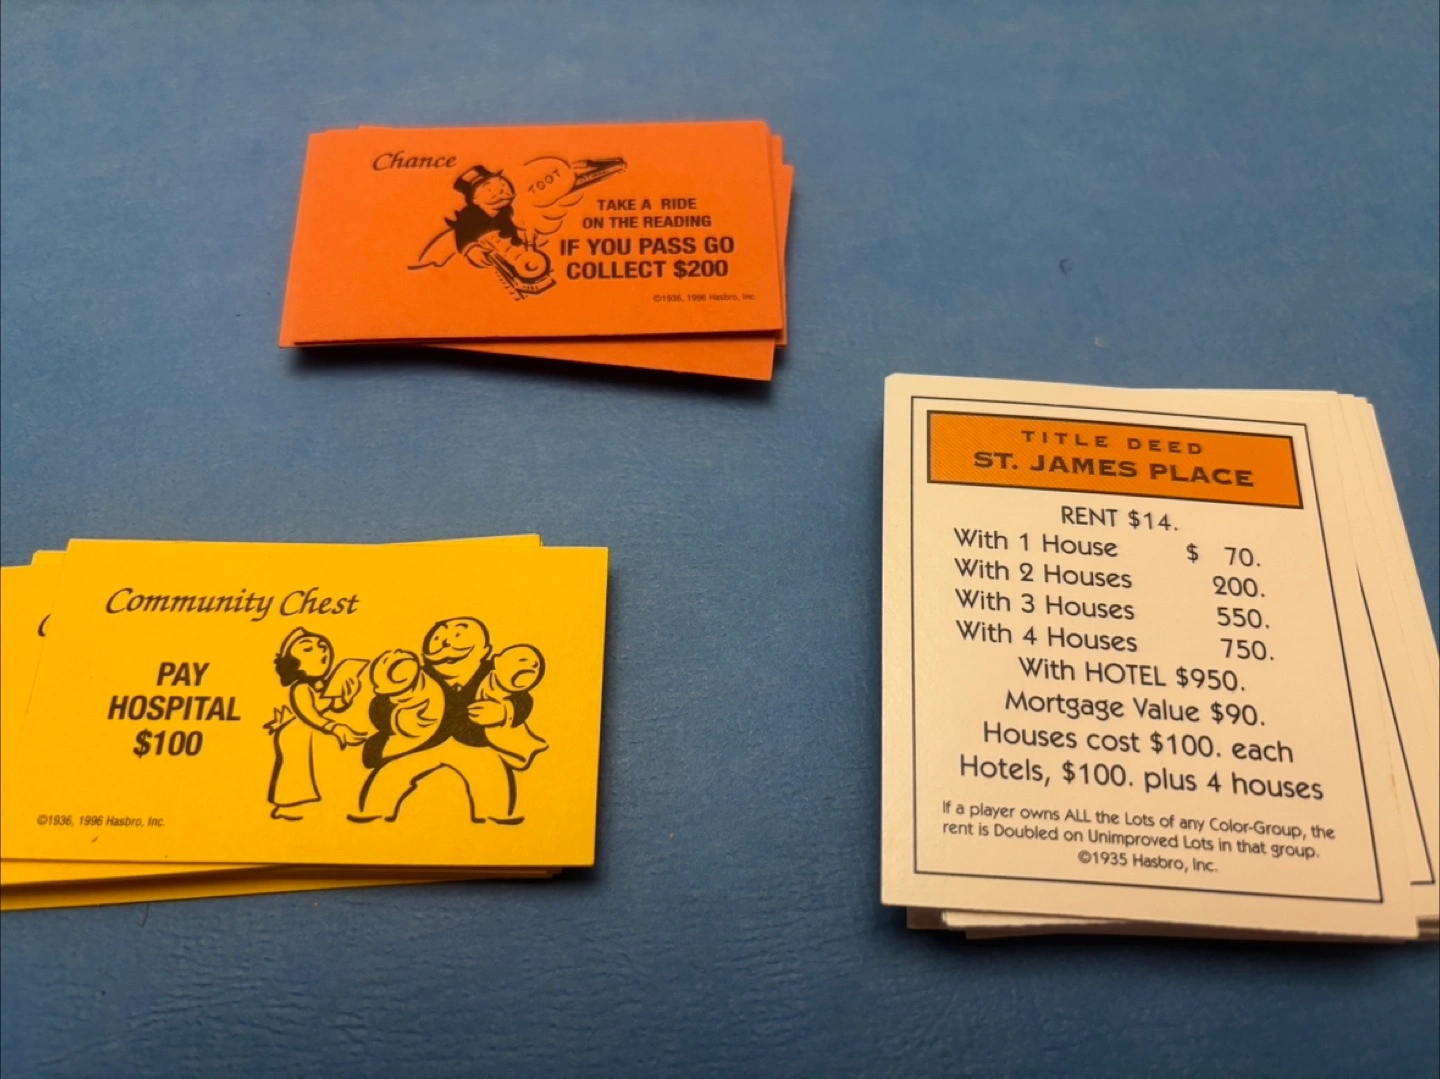 Chance
TOOT
TAKE A RIDE
ON THE READING
IF YOU PASS GO
COLLECT $200
©1936, 1996 Hasbro, Inc.
Community Chest
PAY
HOSPITAL
$100
©1936, 1996 Hasbro, Inc.
TITLE DEED
ST. JAMES PLACE
RENT $14.
With 1 House $ 70.
With 2 Houses 200.
With 3 Houses 550.
With 4 Houses 750.
With HOTEL $950.
Mortgage Value $90.
Houses cost $100. each
Hotels, $100. plus 4 houses
If a player owns ALL the Lots of any Color-Group, the
rent is Doubled on Unimproved Lots in that group.
©1935 Hasbro, Inc.